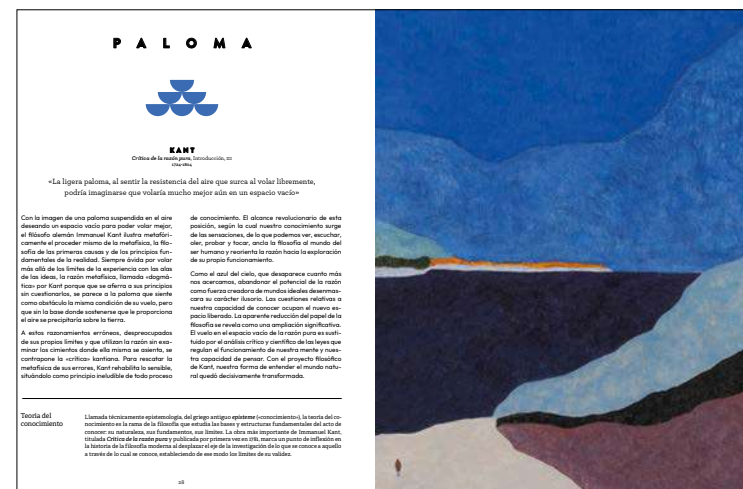 PALOMA
KANT
Crítica de la razón pura, Introducción, III
1724-1804
«La ligera paloma, al sentir la resistencia del aire que surca al volar libremente,
podría imaginarse que volaría mucho mejor aún en un espacio vacío»
Con la imagen de una paloma suspendida en el aire
deseando un espacio vacío para poder volar mejor,
el filósofo alemán Immanuel Kant ilustra metafóri-
camente el proceder mismo de la metafísica, la filo-
sofía de las primeras causas y de los principios fun-
damentales de la realidad. Siempre ávida por volar
más allá de los límites de la experiencia con las alas
de las ideas, la razón metafísica, llamada «dogmá-
tica» por Kant porque que se aferra a sus principios
sin cuestionarlos, se parece a la paloma que siente
como obstáculo la misma condición de su vuelo, pero
que sin la base donde sostenerse que le proporciona
el aire se precipitaría sobre la tierra.
A estos razonamientos erróneos, despreocupados
de sus propios límites y que utilizan la razón sin exa-
minar los cimientos donde ella misma se asienta, se
contrapone la «crítica» kantiana. Para rescatar la
metafísica de sus errores, Kant rehabilita lo sensible,
situándolo como principio ineludible de todo proceso
de conocimiento. El alcance revolucionario de esta
posición, según la cual nuestro conocimiento surge
de las sensaciones, de lo que podemos ver, escuchar,
oler, probar y tocar, ancla la filosofía al mundo del
ser humano y reorienta la razón hacia la exploración
de su propio funcionamiento.
Como el azul del cielo, que desaparece cuanto más
nos acercamos, abandonar el potencial de la razón
como fuerza creadora de mundos ideales desenmas-
cara su carácter ilusorio. Las cuestiones relativas a
nuestra capacidad de conocer ocupan el nuevo es-
pacio liberado. La aparente reducción del papel de la
filosofía se revela como una ampliación significativa.
El vuelo en el espacio vacío de la razón pura es susti-
tuido por el análisis crítico y científico de las leyes que
regulan el funcionamiento de nuestra mente y nues-
tra capacidad de pensar. Con el proyecto filosófico
de Kant, nuestra forma de entender el mundo natu-
ral quedó decisivamente transformada.
Teoría del
conocimiento
Llamada técnicamente epistemología, del griego antiguo episteme («conocimiento»), la teoría del co-
nocimiento es la rama de la filosofía que estudia las bases y estructuras fundamentales del acto de
conocer: su naturaleza, sus fundamentos, sus límites. La obra más importante de Immanuel Kant,
titulada Crítica de la razón pura y publicada por primera vez en 1781, marca un punto de inflexión en
la historia de la filosofía moderna al desplazar el eje de la investigación de lo que se conoce a aquello
a través de lo cual se conoce, estableciendo de ese modo los límites de su validez.
28